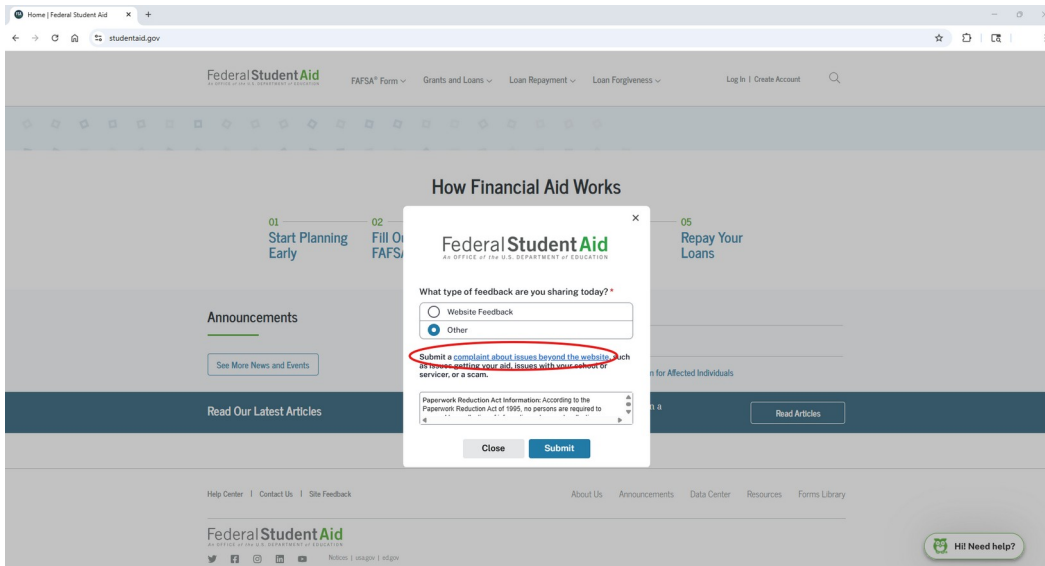 Home | Federal Student Aid
studentaid.gov
Federal Student Aid
An OFFICE of the U.S. DEPARTMENT of EDUCATION
FAFSA® Form
Grants and Loans
Loan Repayment
Loan Forgiveness
Log In | Create Account
How Financial Aid Works
01
Start Planning
Early
02
Fill
FAFSA
05
Repay Your
Loans
Federal Student Aid
An OFFICE of the U.S. DEPARTMENT of EDUCATION
What type of feedback are you sharing today? *
Website Feedback
Other
Submit a complaint about issues beyond the website, such
as issues getting your aid, issues with your school or
servicer, or a scam.
Paperwork Reduction Act Information: According to the
Paperwork Reduction Act of 1995, no persons are required to
Close
Submit
Announcements
See More News and Events
for Affected Individuals
Read Our Latest Articles
Read Articles
Help Center | Contact Us | Site Feedback
About Us
Announcements
Data Center
Resources
Forms Library
Federal Student Aid
An OFFICE of the U.S. DEPARTMENT of EDUCATION
Notices | usa.gov | ed.gov
Hi! Need help?